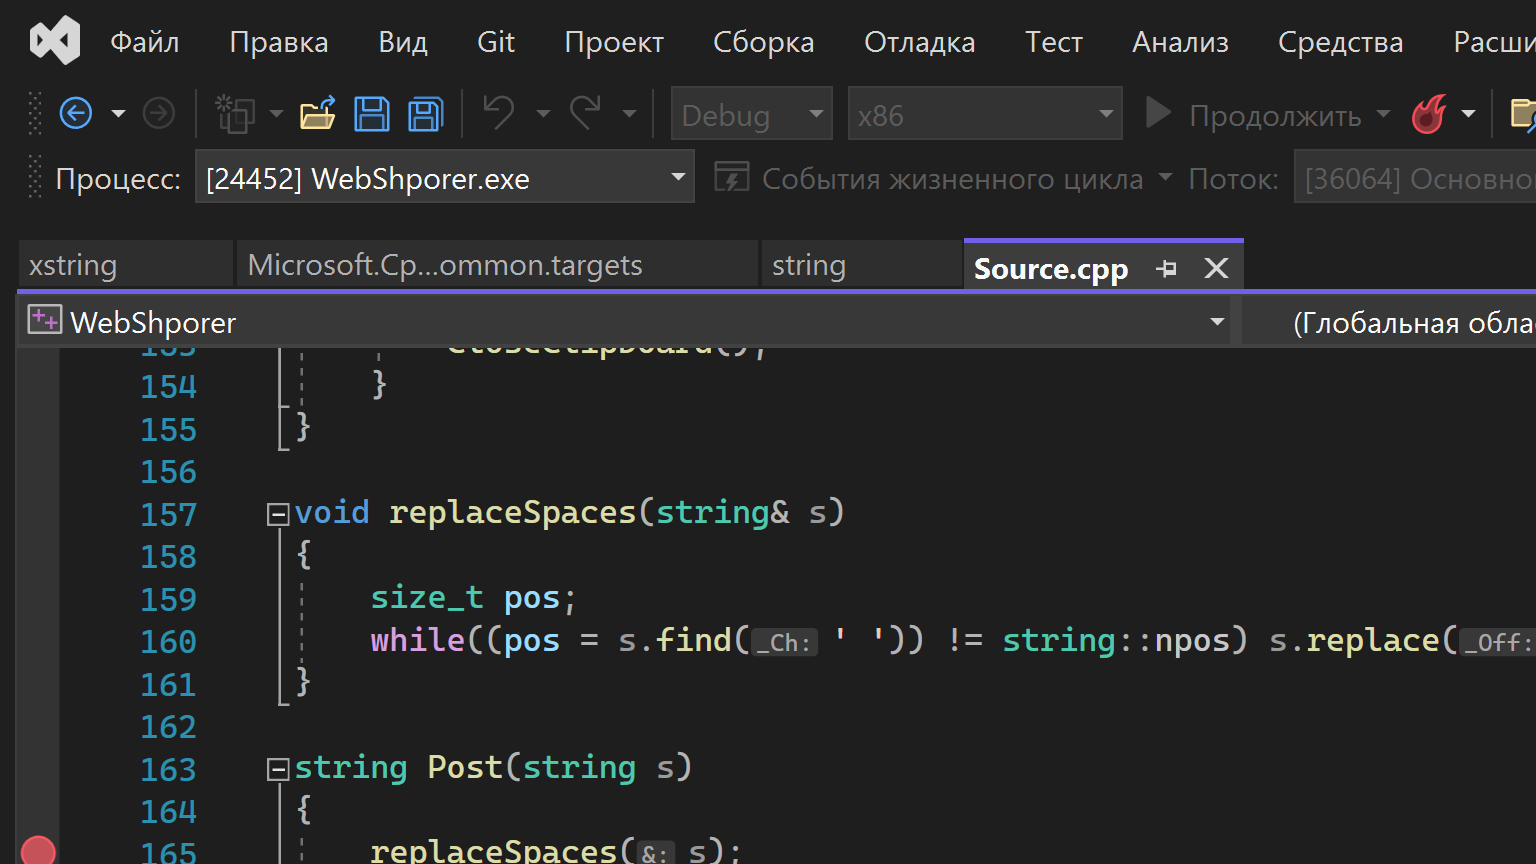 Файл Правка Вид Git Проект Сборка Отладка Тест Анализ Средства Расши
Debug x86 Продолжить
Процесс: [24452] WebShporer.exe События жизненного цикла Поток: [36064] Основно
xstring Microsoft.Cp...ommon.targets string Source.cpp
WebShporer (Глобальная обла
153 CloseClipboard();
154 }
155 }
156
157 void replaceSpaces(string& s)
158 {
159 size_t pos;
160 while((pos = s.find(_Ch: ' ')) != string::npos) s.replace(_Off:
161 }
162
163 string Post(string s)
164 {
165 replaceSpaces(&: s);